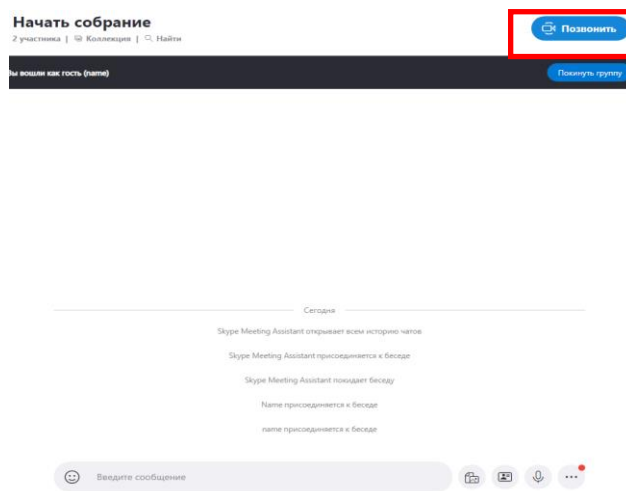 Начать собрание
2 участника | Коллекция | Найти
Позвонить
Вы вошли как гость (name)
Покинуть группу
Сегодня
Skype Meeting Assistant открывает всем историю чатов
Skype Meeting Assistant присоединяется к беседе
Skype Meeting Assistant покидает беседу
Name присоединяется к беседе
name присоединяется к беседе
Введите сообщение